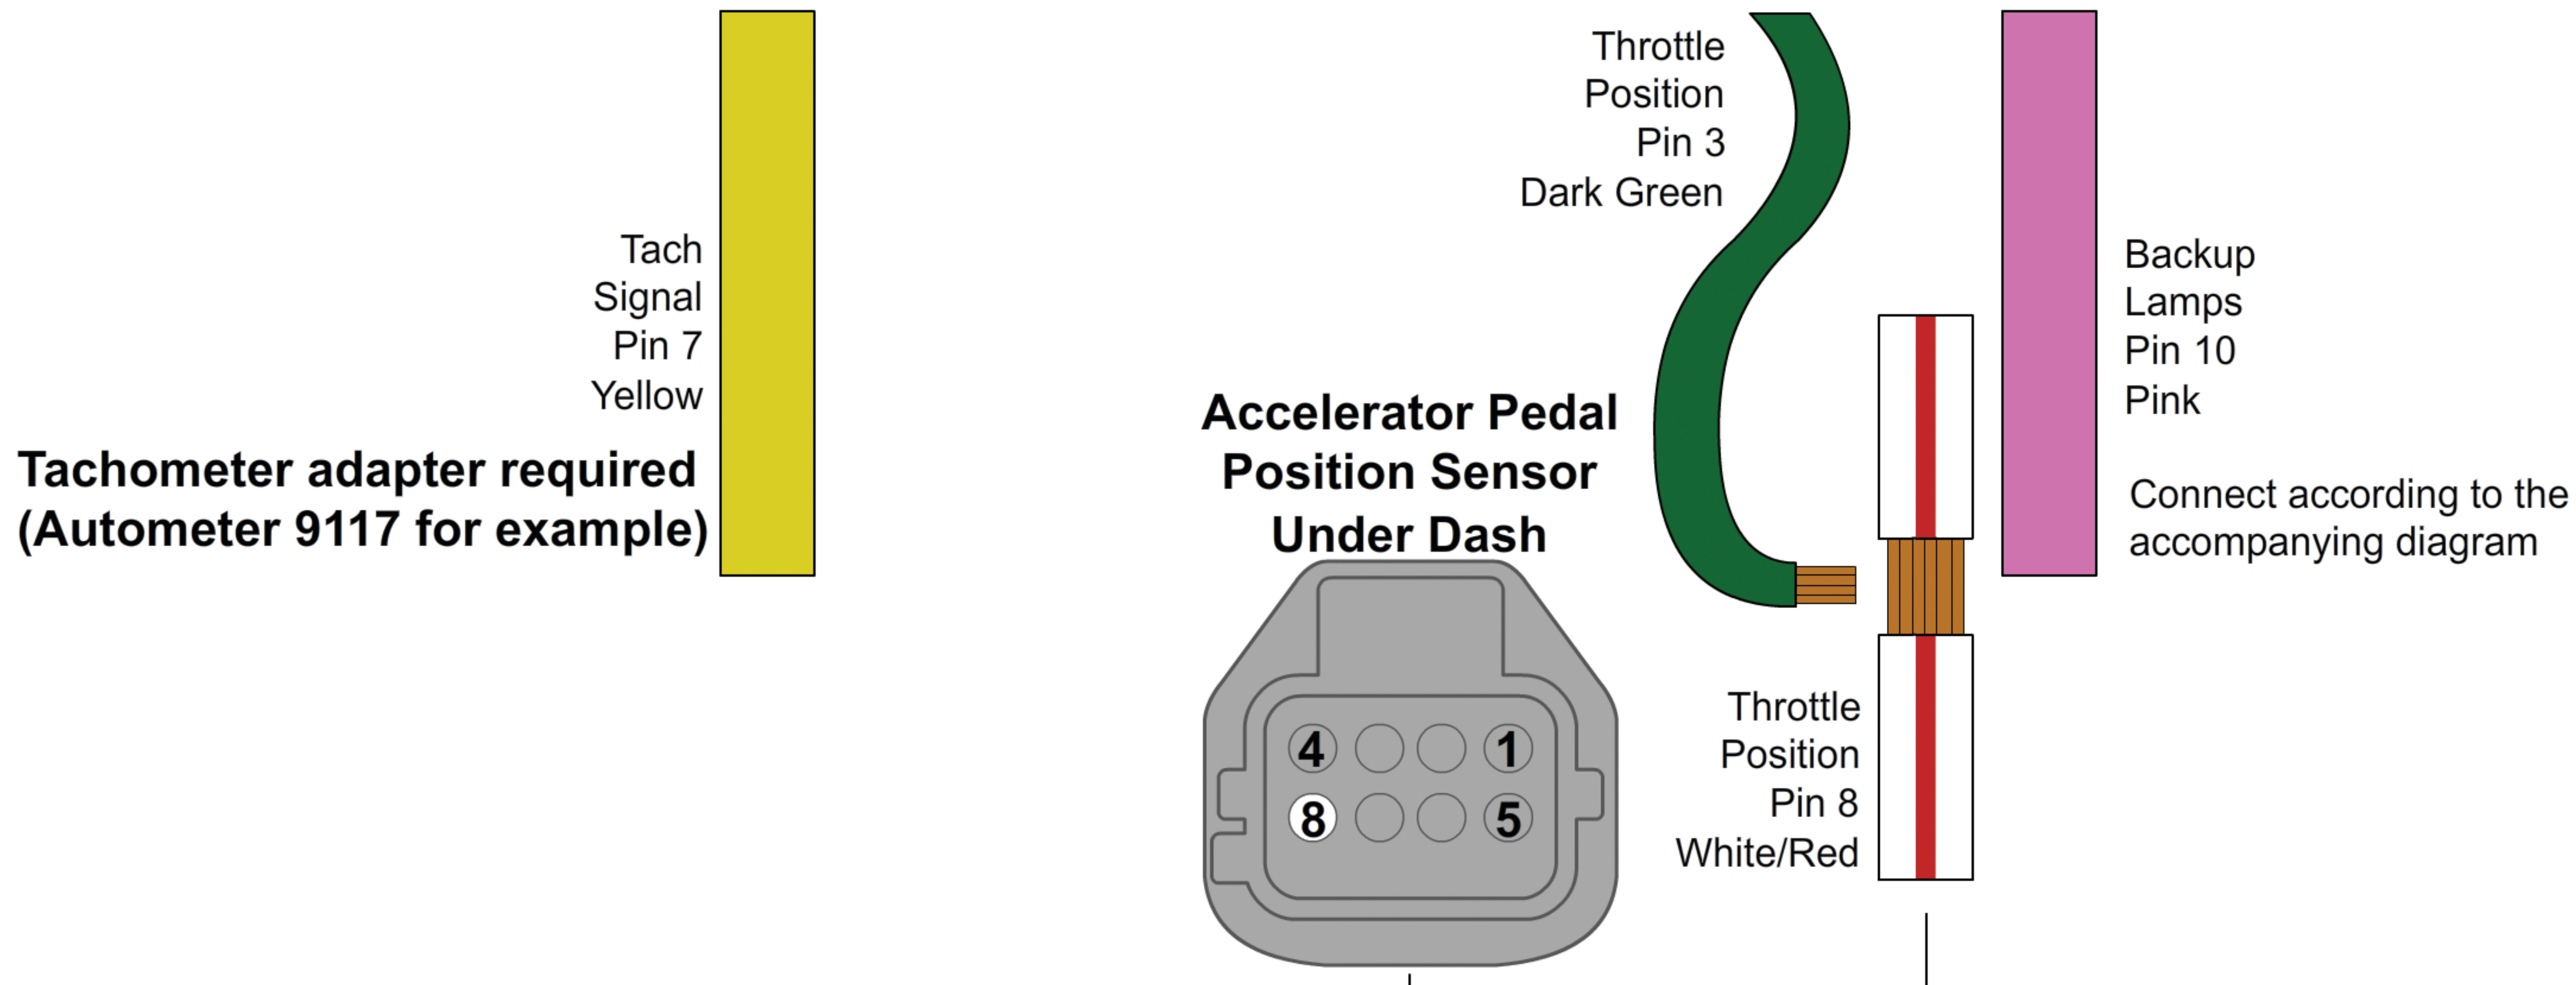 Tach
Signal
Pin 7
Yellow
Tachometer adapter required
(Autometer 9117 for example)
Throttle
Position
Pin 3
Dark Green
Accelerator Pedal
Position Sensor
Under Dash
4 1
8 5
Throttle
Position
Pin 8
White/Red
Backup
Lamps
Pin 10
Pink
Connect according to the
accompanying diagram